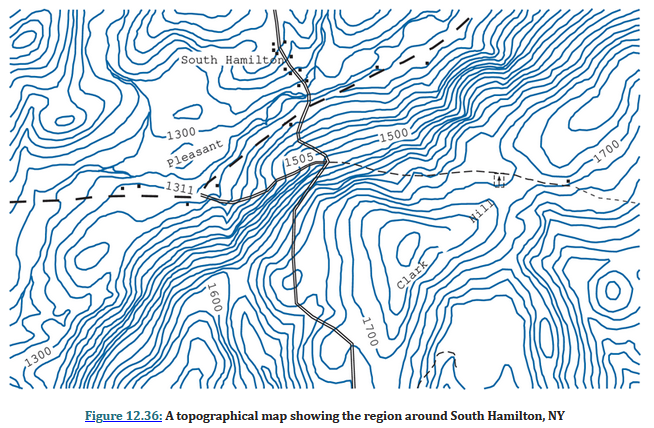 South Hamilton
1300
Pleasant
1500
1505
1700
1311
Hill
Clark
1600
1700
1300
Figure 12.36: A topographical map showing the region around South Hamilton, NY